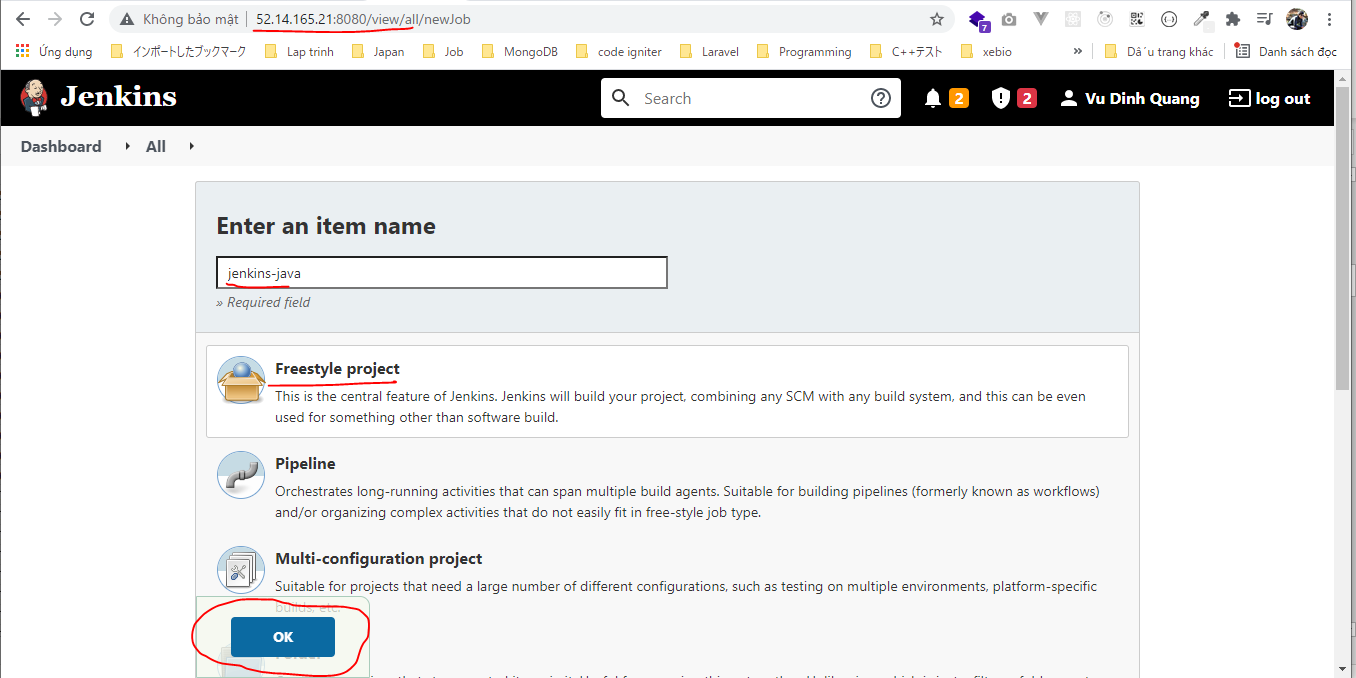 Không bảo mật
52.14.165.21:8080/view/all/newJob
7
Ứng dụng
インポートしたブックマーク
Lap trinh
Japan
Job
MongoDB
code igniter
Laravel
Programming
C++テスト
xebio
»
Dấu trang khác
Danh sách đọc
Jenkins
Search
2
2
Vu Dinh Quang
log out
Dashboard
All
Enter an item name
jenkins-java
» Required field
Freestyle project
This is the central feature of Jenkins. Jenkins will build your project, combining any SCM with any build system, and this can be even
used for something other than software build.
Pipeline
Orchestrates long-running activities that can span multiple build agents. Suitable for building pipelines (formerly known as workflows)
and/or organizing complex activities that do not easily fit in free-style job type.
Multi-configuration project
Suitable for projects that need a large number of different configurations, such as testing on multiple environments, platform-specific
builds, etc.
OK